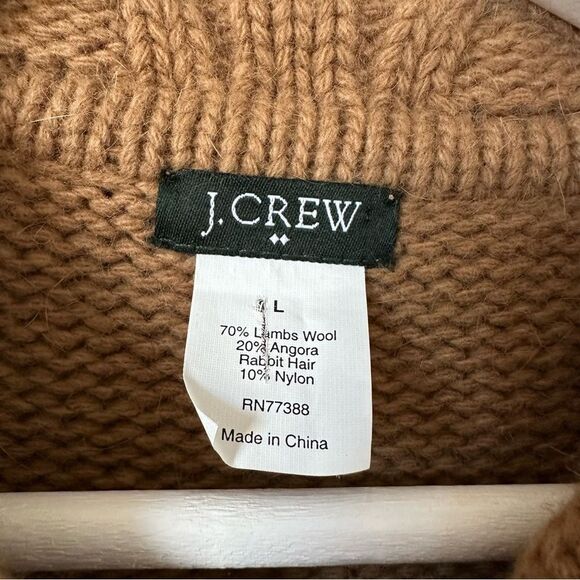 J.CREW
L
70% Lambs Wool
20% Angora
Rabbit Hair
10% Nylon
RN77388
Made in China